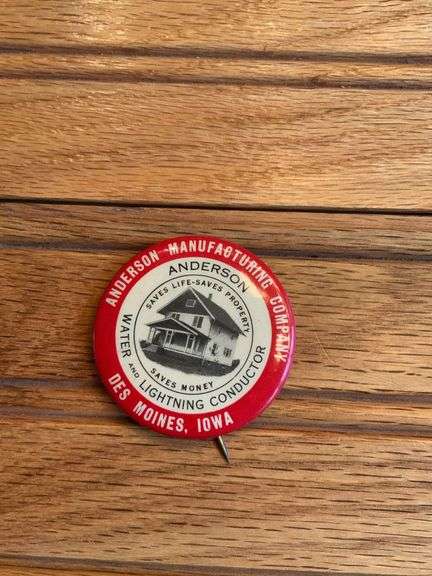 ANDERSON MANUFACTURING COMPANY
DES MOINES, IOWA
ANDERSON
WATER AND LIGHTNING CONDUCTOR
SAVES LIFE-SAVES PROPERTY,
SAVES MONEY